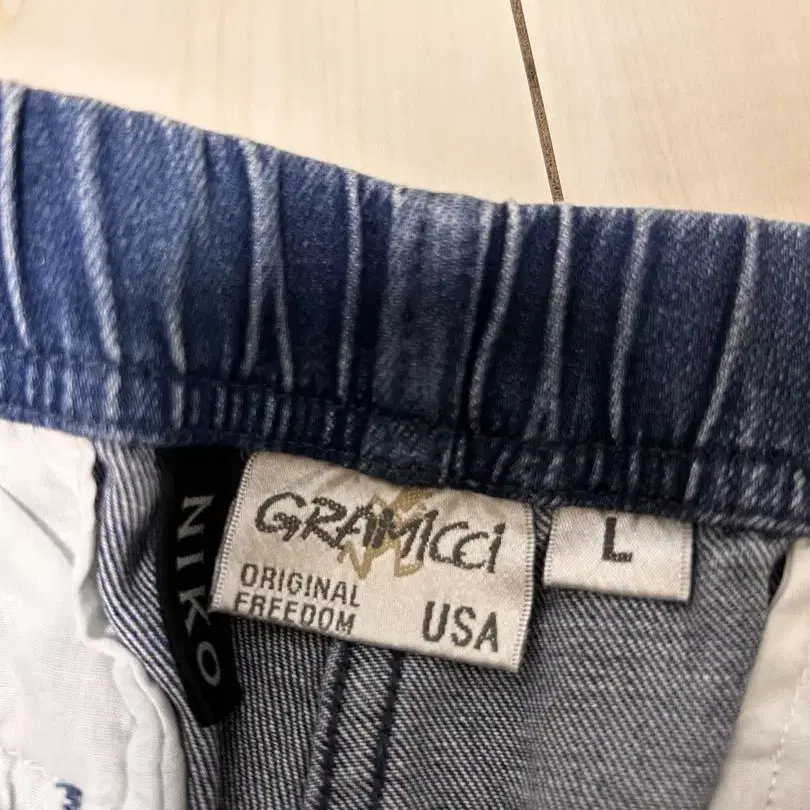 NIKO
GRAMICCI
ORIGINAL
FREEDOM
USA
L